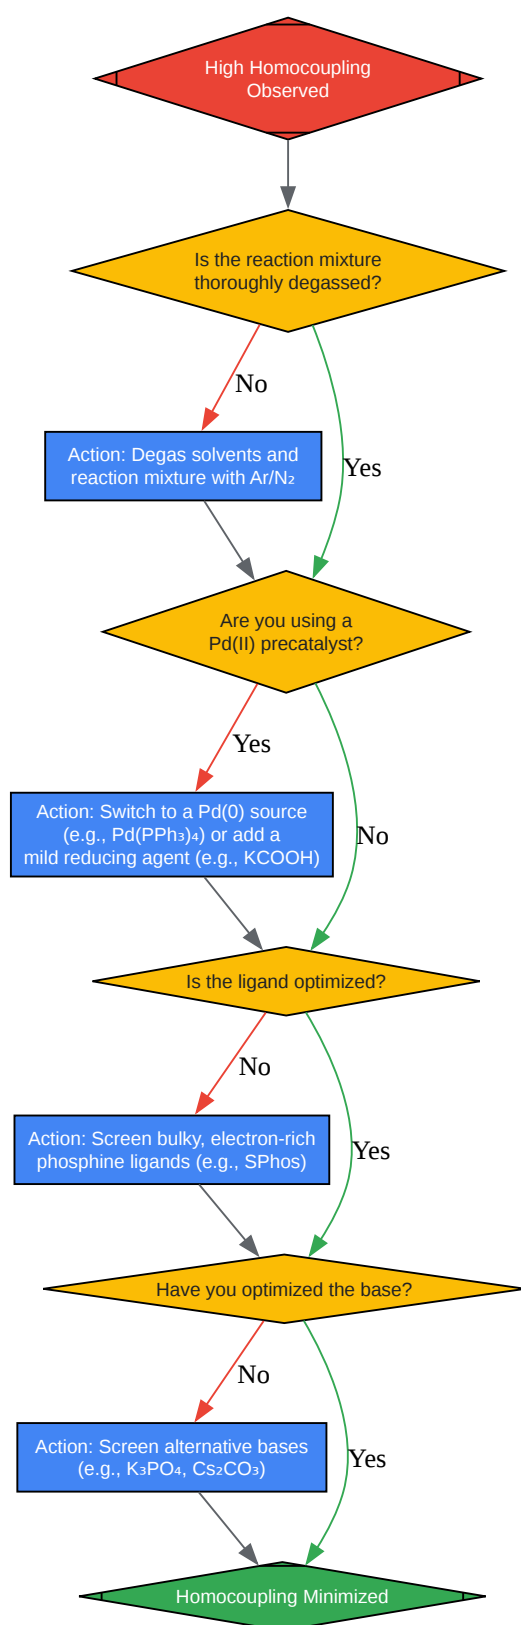 High Homocoupling
Observed
Is the reaction mixture
thoroughly degassed?
No
Action: Degas solvents and
reaction mixture with Ar/N₂
Yes
Are you using a
Pd(II) precatalyst?
Yes
Action: Switch to a Pd(0) source
(e.g., Pd(PPh₃)₄) or add a
mild reducing agent (e.g., KCOOH)
No
Is the ligand optimized?
No
Action: Screen bulky, electron-rich
phosphine ligands (e.g., SPhos)
Yes
Have you optimized the base?
No
Action: Screen alternative bases
(e.g., K₃PO₄, Cs₂CO₃)
Yes
Homocoupling Minimized